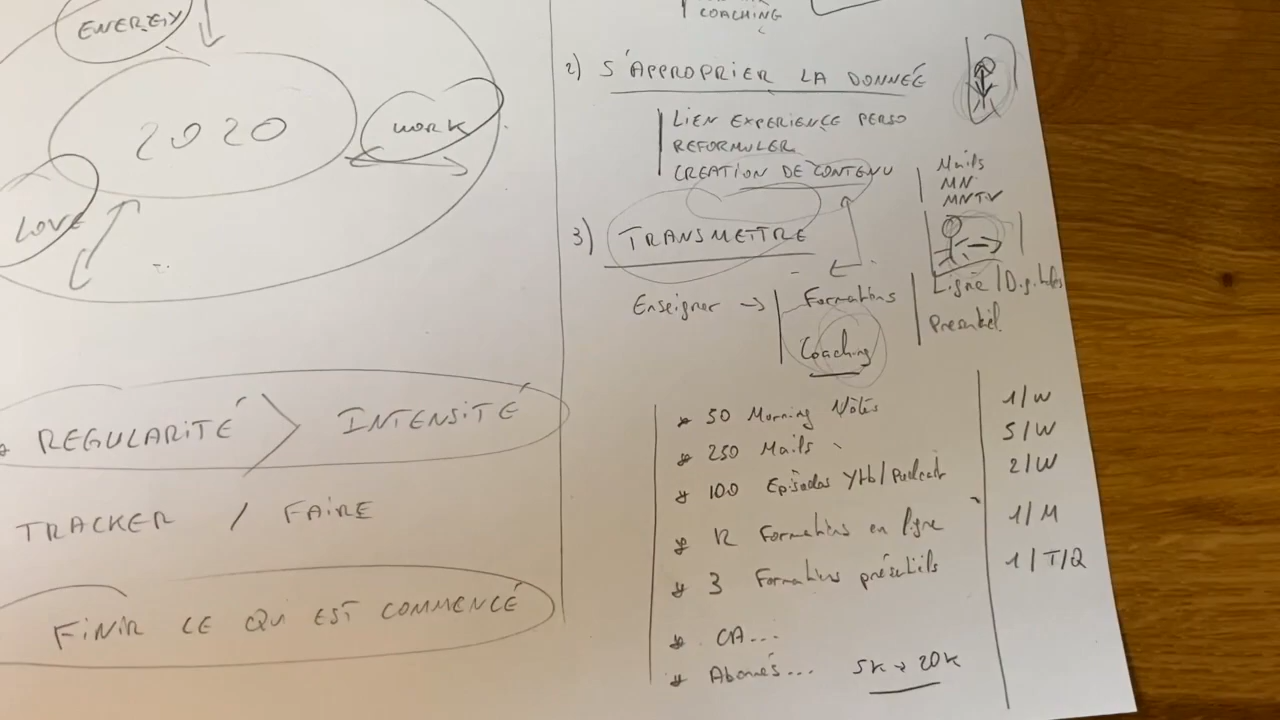 ENERGY
2020
WORK
LOVE
REGULARITÉ > INTENSITÉ
TRACKER / FAIRE
FINIR CE QUI EST COMMENCÉ
COACHING
2) S'APPROPRIER LA DONNÉE
LIEN EXPERIENCE PERSO
REFORMULER
CREATION DE CONTENU
Mails
MN
MNTV
3) TRANSMETTRE
Enseigner → Formations
Coaching
Ligne / Digitales
Présentiel
* 50 Morning Notes 1/W
* 250 Mails 5/W
* 100 Episodes Ytb/Podcast 2/W
* 12 Formations en ligne 1/M
* 3 Formations présentiels 1/T/Q
* CA...
* Abonnés... 5K → 20K